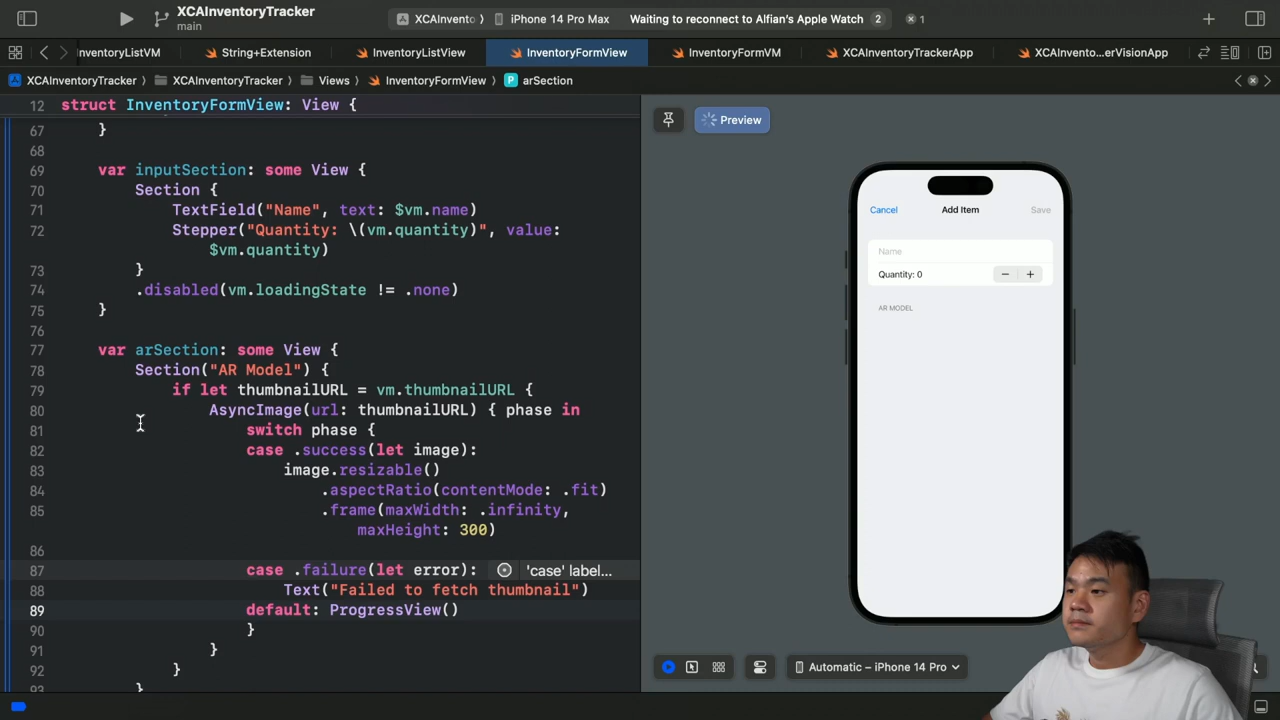 XCAInventoryTracker
main
XCAInvento
iPhone 14 Pro Max
Waiting to reconnect to Alfian's Apple Watch
2
1
nventoryListVM
String+Extension
InventoryListView
InventoryFormView
InventoryFormVM
XCAInventoryTrackerApp
XCAInvento...erVisionApp
XCAInventoryTracker
XCAInventoryTracker
Views
InventoryFormView
P
arSection
12 struct InventoryFormView: View {
67 }
68
69 var inputSection: some View {
70 Section {
71 TextField("Name", text: $vm.name)
72 Stepper("Quantity: \(vm.quantity)", value:
$vm.quantity)
73 }
74 .disabled(vm.loadingState != .none)
75 }
76
77 var arSection: some View {
78 Section("AR Model") {
79 if let thumbnailURL = vm.thumbnailURL {
80 AsyncImage(url: thumbnailURL) { phase in
81 switch phase {
82 case .success(let image):
83 image.resizable()
84 .aspectRatio(contentMode: .fit)
85 .frame(maxWidth: .infinity,
maxHeight: 300)
86
87 case .failure(let error): 'case' label...
88 Text("Failed to fetch thumbnail")
89 default: ProgressView()
90 }
91 }
92 }
93 }
Preview
Cancel
Add Item
Save
Name
Quantity: 0
AR MODEL
Automatic – iPhone 14 Pro